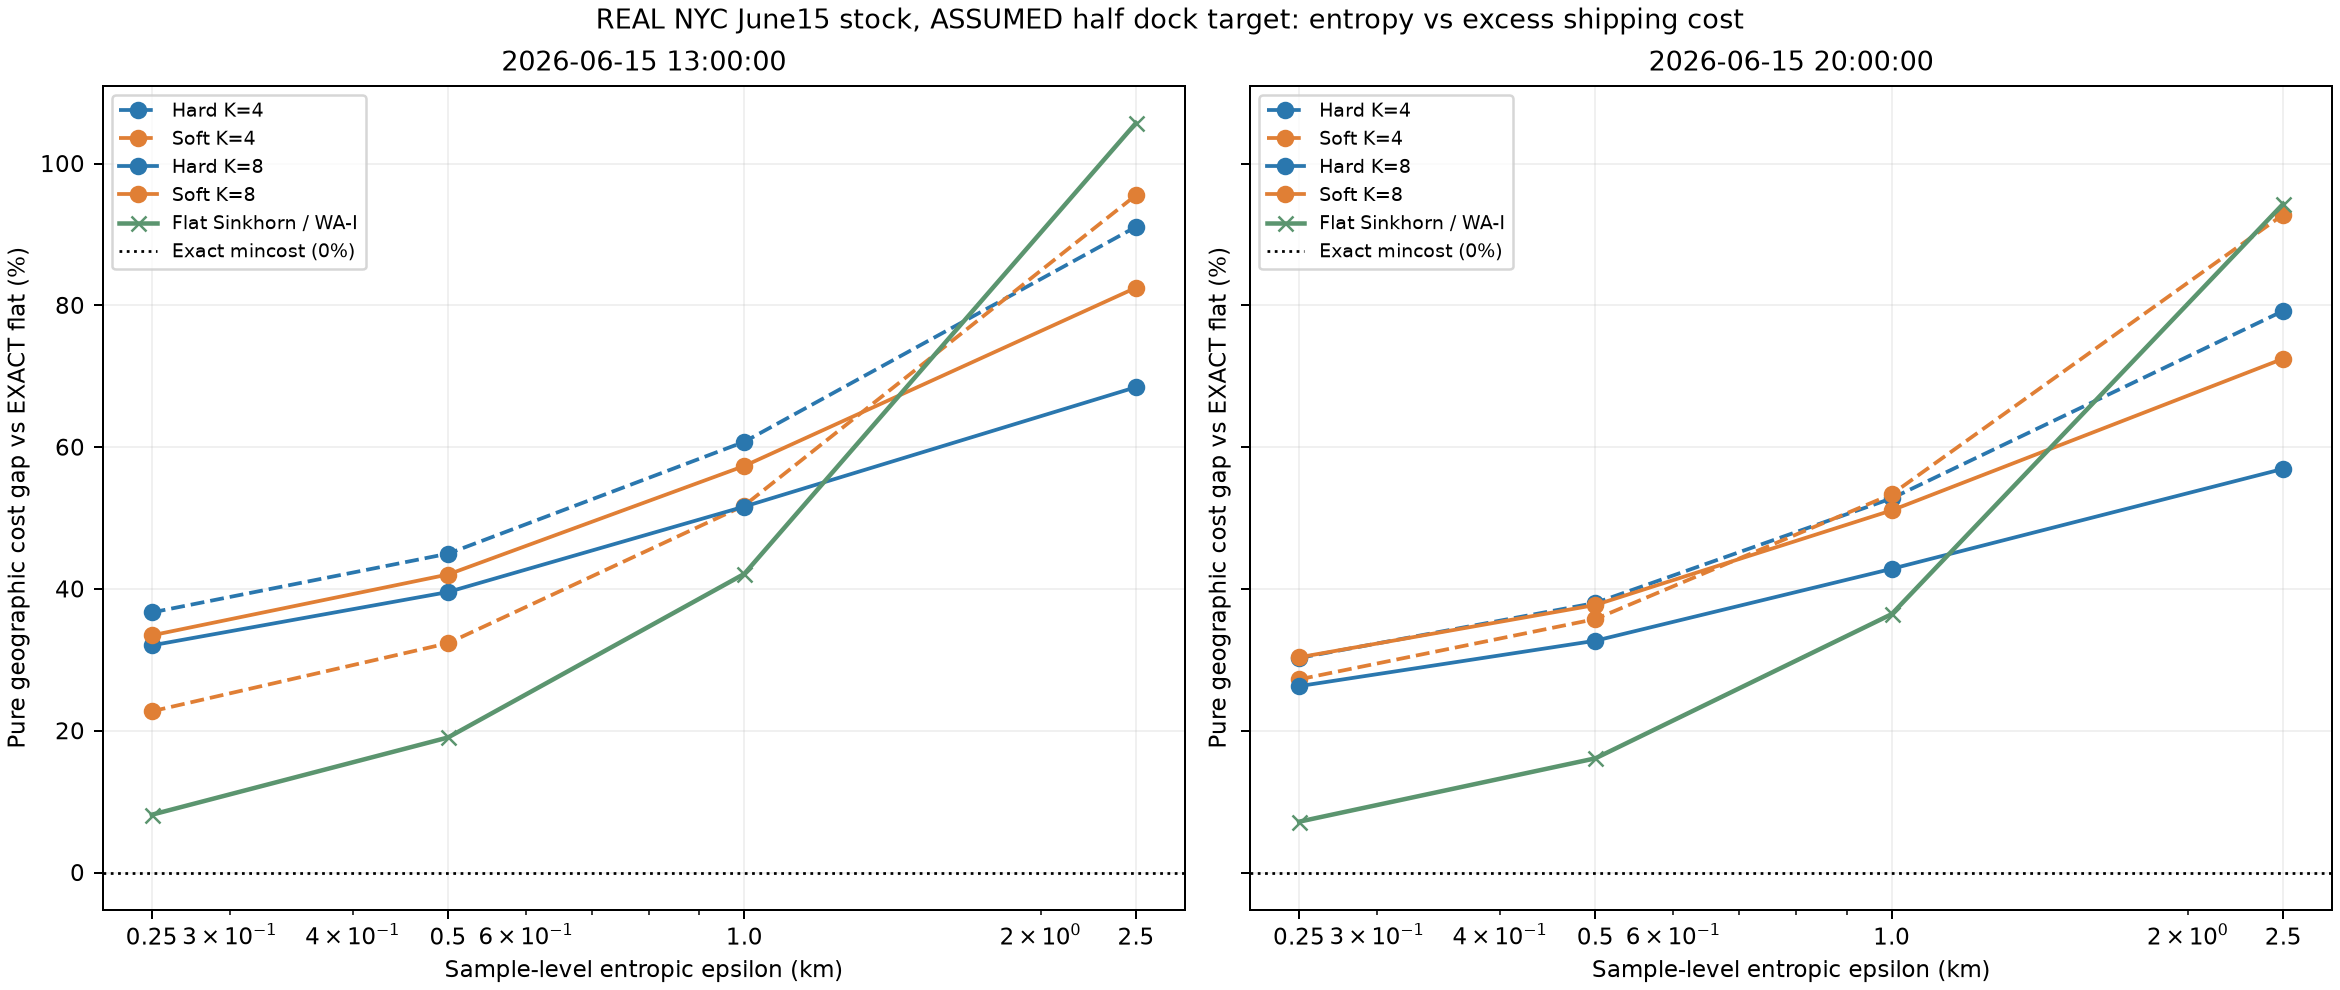 REAL NYC June15 stock, ASSUMED half dock target: entropy vs excess shipping cost
2026-06-15 13:00:00
Pure geographic cost gap vs EXACT flat (%)
100
80
60
40
20
0
Hard K=4
Soft K=4
Hard K=8
Soft K=8
Flat Sinkhorn / WA-I
Exact mincost (0%)
0.25 3 × 10⁻¹ 4 × 10⁻¹ 0.5 6 × 10⁻¹ 1.0 2 × 10⁰ 2.5
Sample-level entropic epsilon (km)
2026-06-15 20:00:00
Pure geographic cost gap vs EXACT flat (%)
Hard K=4
Soft K=4
Hard K=8
Soft K=8
Flat Sinkhorn / WA-I
Exact mincost (0%)
0.25 3 × 10⁻¹ 4 × 10⁻¹ 0.5 6 × 10⁻¹ 1.0 2 × 10⁰ 2.5
Sample-level entropic epsilon (km)